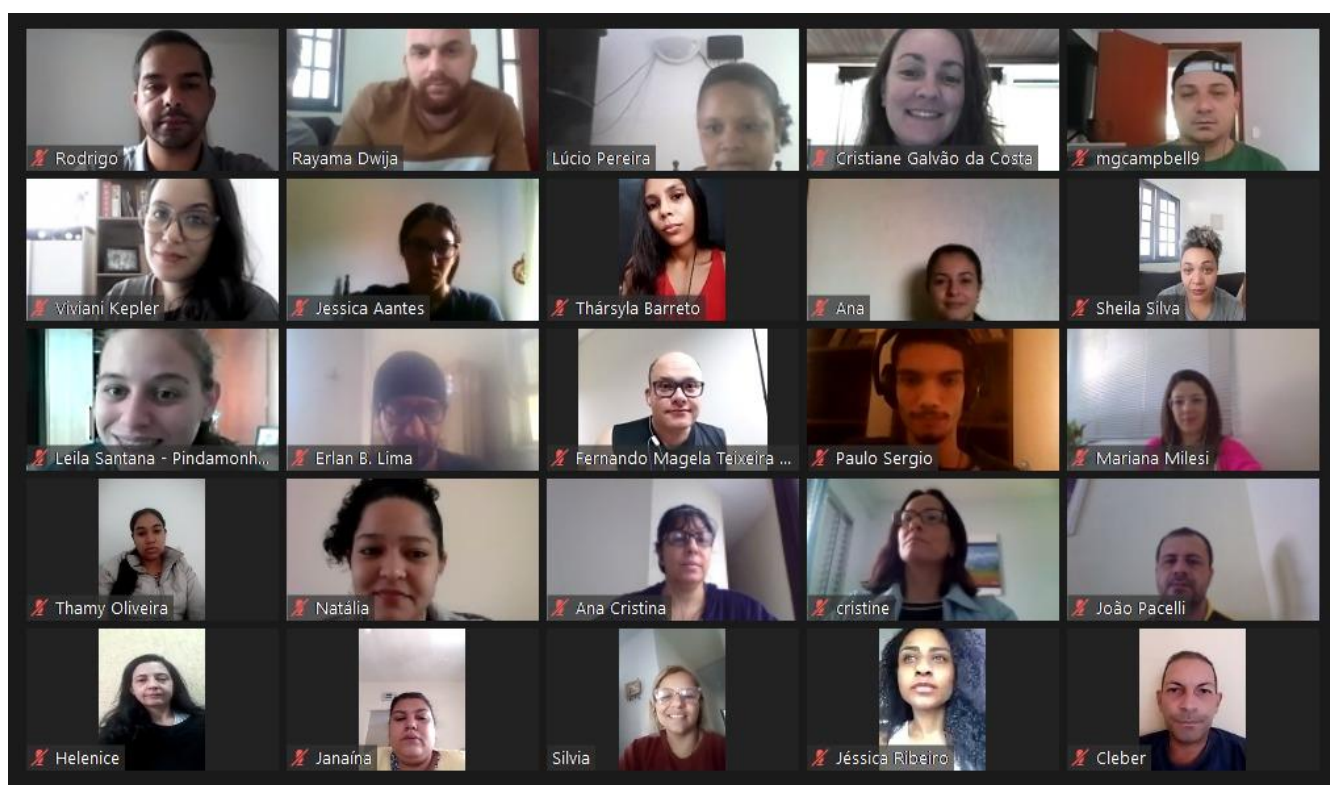 Rodrigo
Rayama Dwija
Lúcio Pereira
Cristiane Galvão da Costa
mgcampbell9
Viviani Kepler
Jessica Aantes
Thársyla Barreto
Ana
Sheila Silva
Leila Santana - Pindamonh...
Erlan B. Lima
Fernando Magela Teixeira ...
Paulo Sergio
Mariana Milesi
Thamy Oliveira
Natália
Ana Cristina
cristine
João Pacelli
Helenice
Janaína
Silvia
Jéssica Ribeiro
Cleber